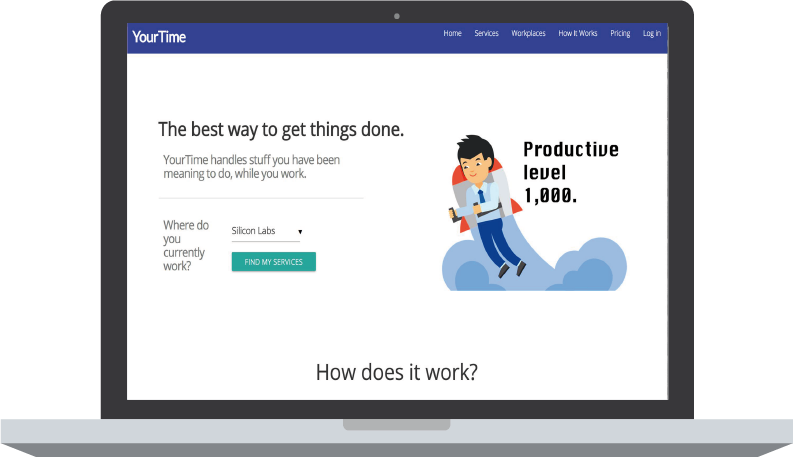 YourTime
Home Services Workplaces How It Works Pricing Log in
The best way to get things done.
YourTime handles stuff you have been
meaning to do, while you work.
Where do
you
currently
work?
Silicon Labs
FIND MY SERVICES
Productive
level
1,000.
How does it work?